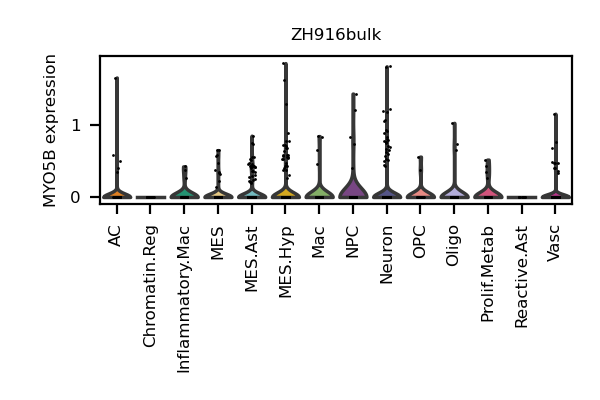 ZH916bulk
MYO5B expression
1
0
AC
Chromatin.Reg
Inflammatory.Mac
MES
MES.Ast
MES.Hyp
Mac
NPC
Neuron
OPC
Oligo
Prolif.Metab
Reactive.Ast
Vasc